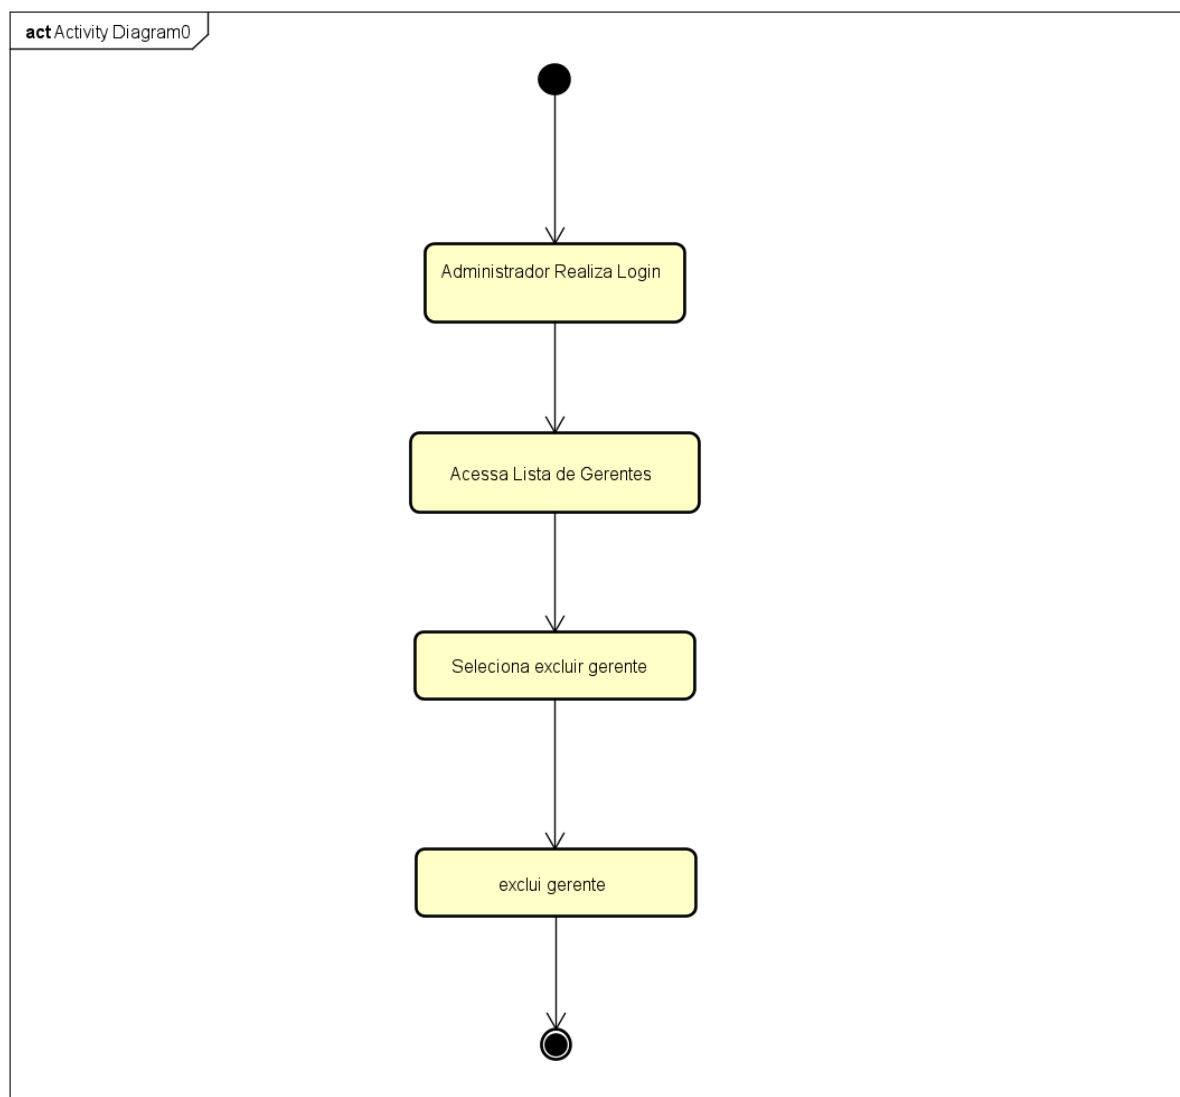 act Activity Diagram0
Administrador Realiza Login
Acessa Lista de Gerentes
Seleciona excluir gerente
exclui gerente